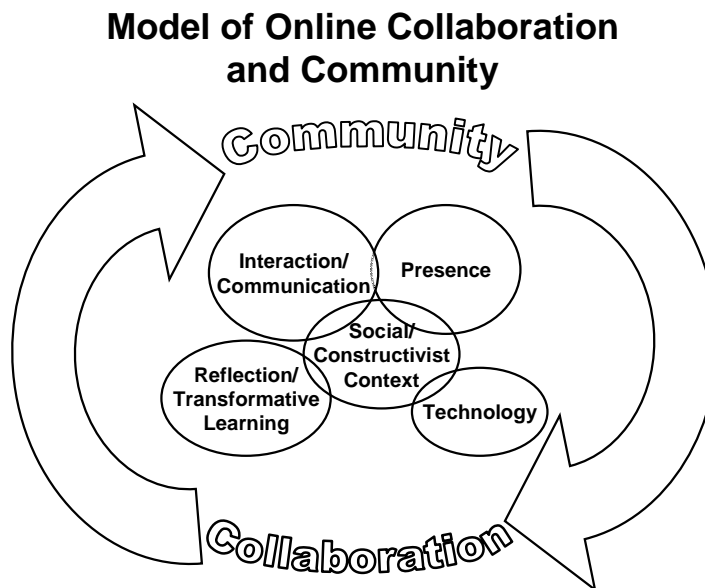 Model of Online Collaboration
and Community
Community
Interaction/
Communication
Presence
Social/
Constructivist
Context
Reflection/
Transformative
Learning
Technology
Collaboration